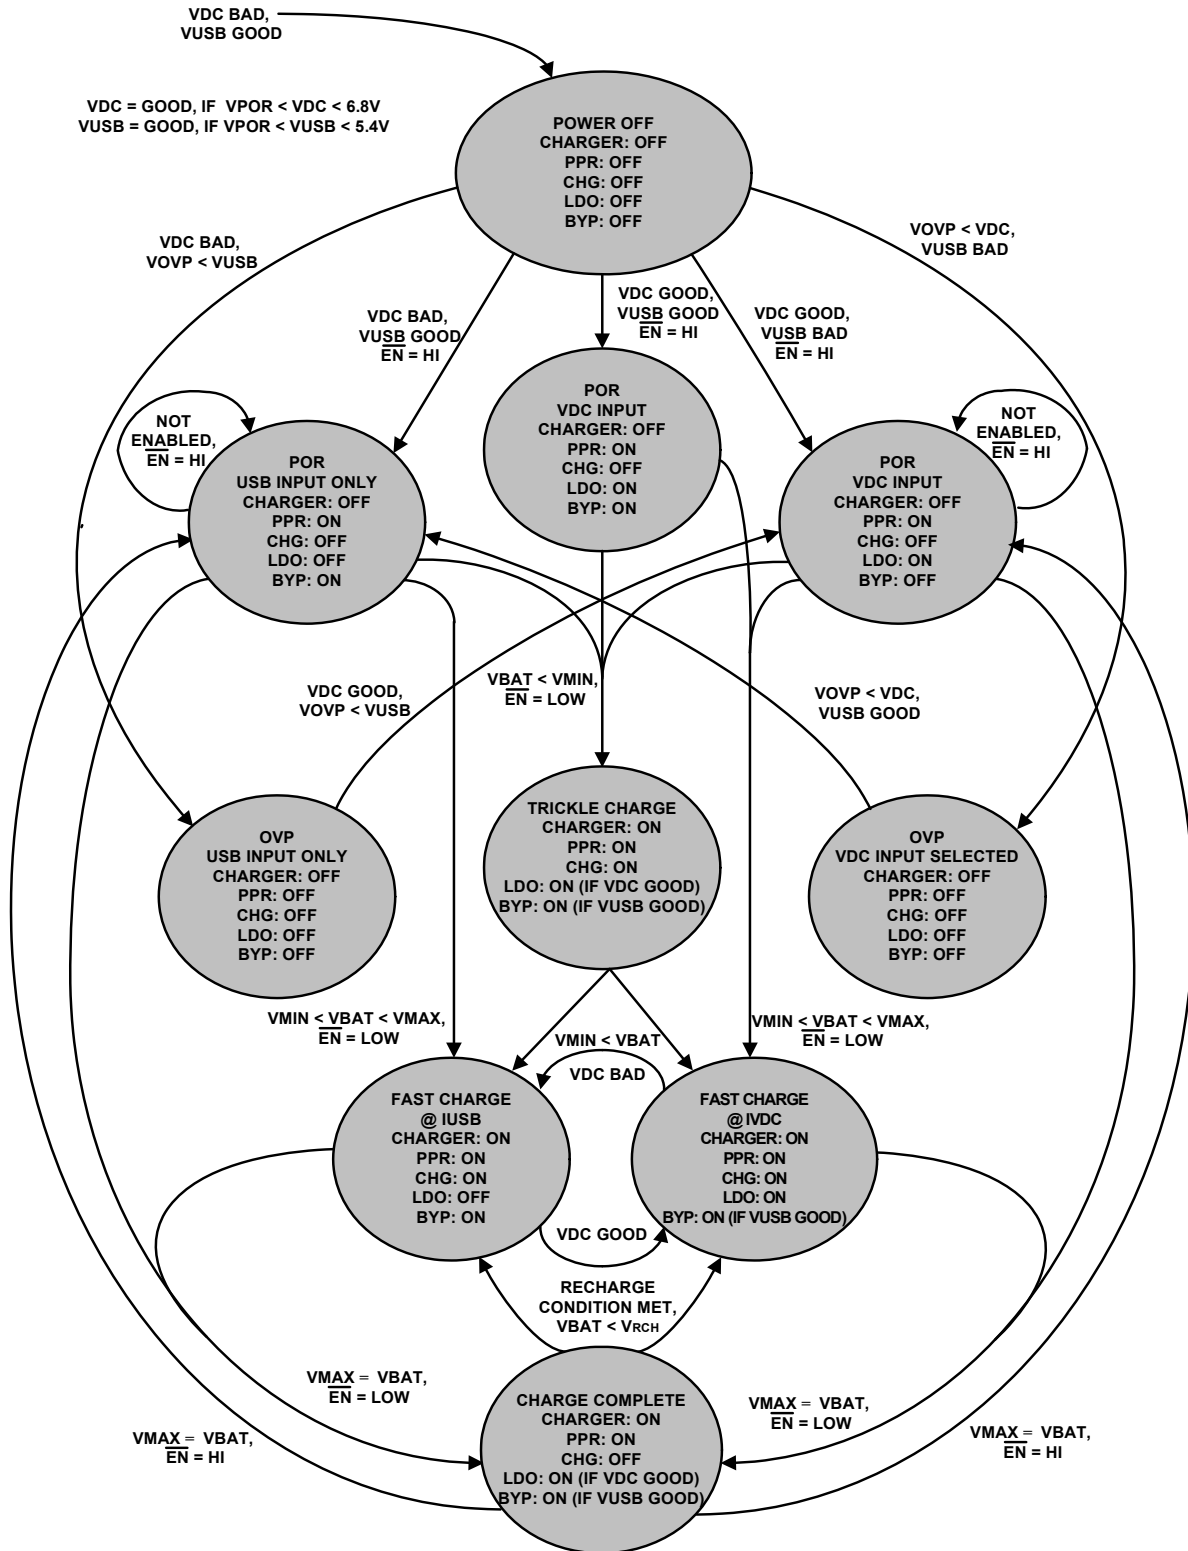 VDC BAD,
VUSB GOOD
VDC = GOOD, IF VPOR < VDC < 6.8V
VUSB = GOOD, IF VPOR < VUSB < 5.4V
POWER OFF
CHARGER: OFF
PPR: OFF
CHG: OFF
LDO: OFF
BYP: OFF
VDC BAD,
VOVP < VUSB
VOVP < VDC,
VUSB BAD
VDC BAD,
VUSB GOOD
EN = HI
VDC GOOD,
VUSB GOOD
EN = HI
VDC GOOD,
VUSB BAD
EN = HI
NOT
ENABLED,
EN = HI
POR
USB INPUT ONLY
CHARGER: OFF
PPR: ON
CHG: OFF
LDO: OFF
BYP: ON
POR
VDC INPUT
CHARGER: OFF
PPR: ON
CHG: OFF
LDO: ON
BYP: ON
POR
VDC INPUT
CHARGER: OFF
PPR: ON
CHG: OFF
LDO: ON
BYP: OFF
NOT
ENABLED,
EN = HI
VDC GOOD,
VOVP < VUSB
VBAT < VMIN,
EN = LOW
VOVP < VDC,
VUSB GOOD
OVP
USB INPUT ONLY
CHARGER: OFF
PPR: OFF
CHG: OFF
LDO: OFF
BYP: OFF
TRICKLE CHARGE
CHARGER: ON
PPR: ON
CHG: ON
LDO: ON (IF VDC GOOD)
BYP: ON (IF VUSB GOOD)
OVP
VDC INPUT SELECTED
CHARGER: OFF
PPR: OFF
CHG: OFF
LDO: OFF
BYP: OFF
VMIN < VBAT < VMAX,
EN = LOW
VMIN < VBAT
VMIN < VBAT < VMAX,
EN = LOW
VDC BAD
FAST CHARGE
@ IUSB
CHARGER: ON
PPR: ON
CHG: ON
LDO: OFF
BYP: ON
FAST CHARGE
@ IVDC
CHARGER: ON
PPR: ON
CHG: ON
LDO: ON
BYP: ON (IF VUSB GOOD)
VDC GOOD
RECHARGE
CONDITION MET,
VBAT < VRCH
VMAX = VBAT,
EN = LOW
VMAX = VBAT,
EN = LOW
VMAX = VBAT,
EN = HI
VMAX = VBAT,
EN = HI
CHARGE COMPLETE
CHARGER: ON
PPR: ON
CHG: OFF
LDO: ON (IF VDC GOOD)
BYP: ON (IF VUSB GOOD)